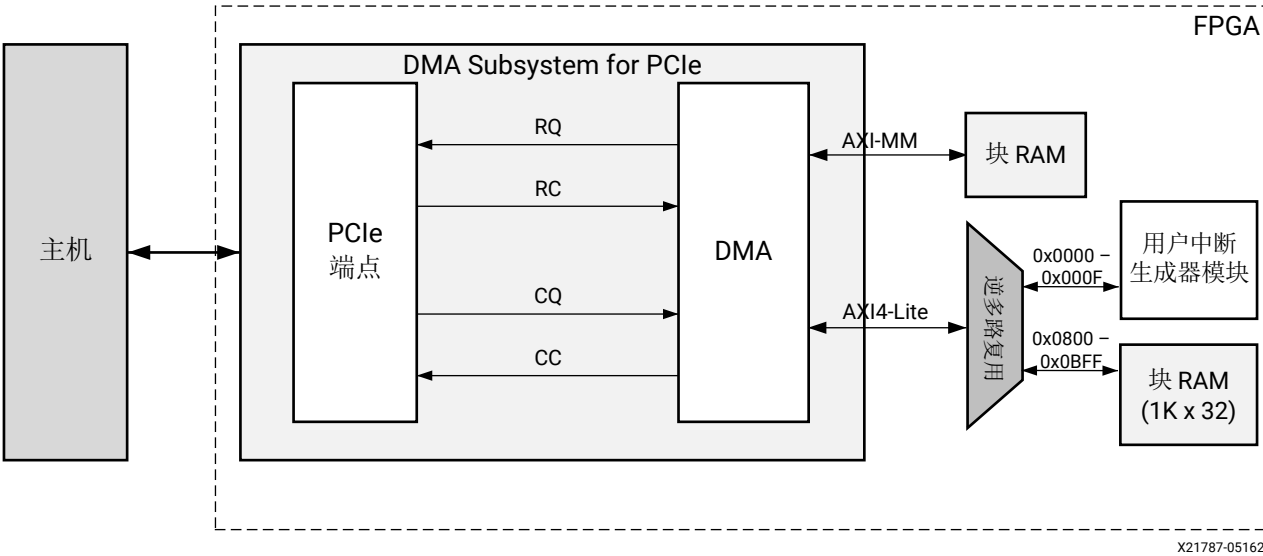 FPGA
DMA Subsystem for PCIe
主机
PCIe
端点
RQ
RC
CQ
CC
DMA
AXI-MM
块 RAM
AXI4-Lite
逆多路复用
0x0000 –
0x000F
用户中断
生成器模块
0x0800 –
0x0BFF
块 RAM
(1K x 32)
X21787-05162